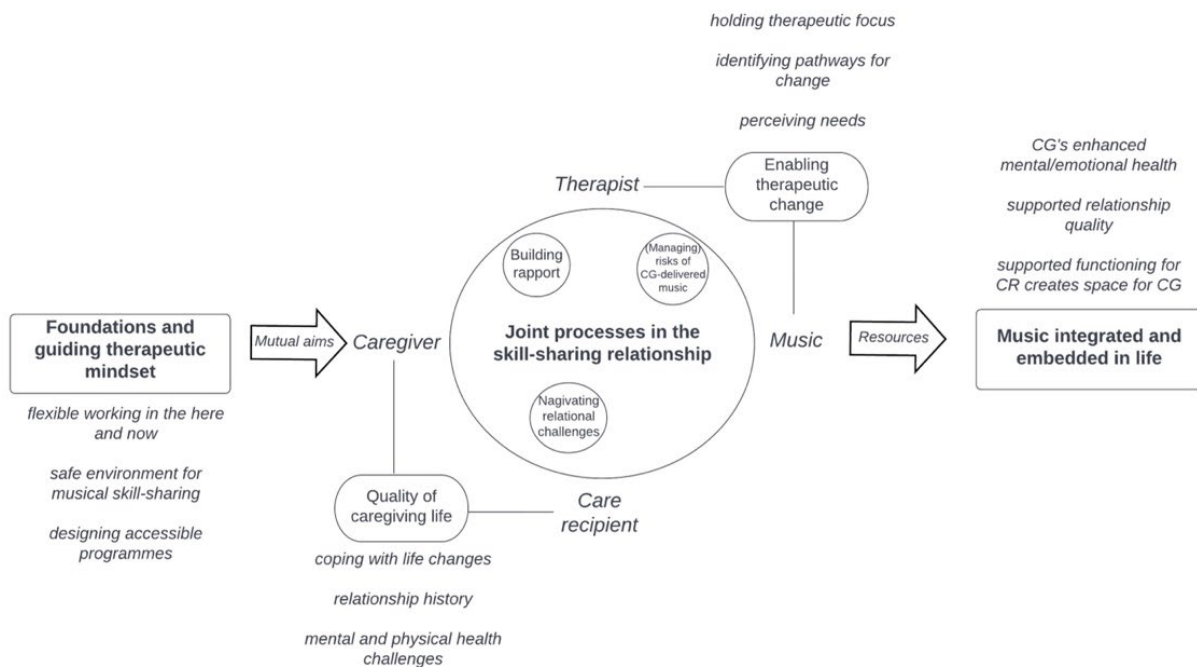 holding therapeutic focus
identifying pathways for
change
perceiving needs
Enabling
therapeutic
change
CG's enhanced
mental/emotional health
supported relationship
quality
supported functioning for
CR creates space for CG
Therapist
Building
rapport
(Managing)
risks of
CG-delivered
music
Foundations and
guiding therapeutic
mindset
Mutual aims
Caregiver
Joint processes in the
skill-sharing relationship
Music
Resources
Music integrated and
embedded in life
flexible working in the here
and now
safe environment for
musical skill-sharing
designing accessible
programmes
Nagivating
relational
challenges
Quality of
caregiving life
Care
recipient
coping with life changes
relationship history
mental and physical health
challenges